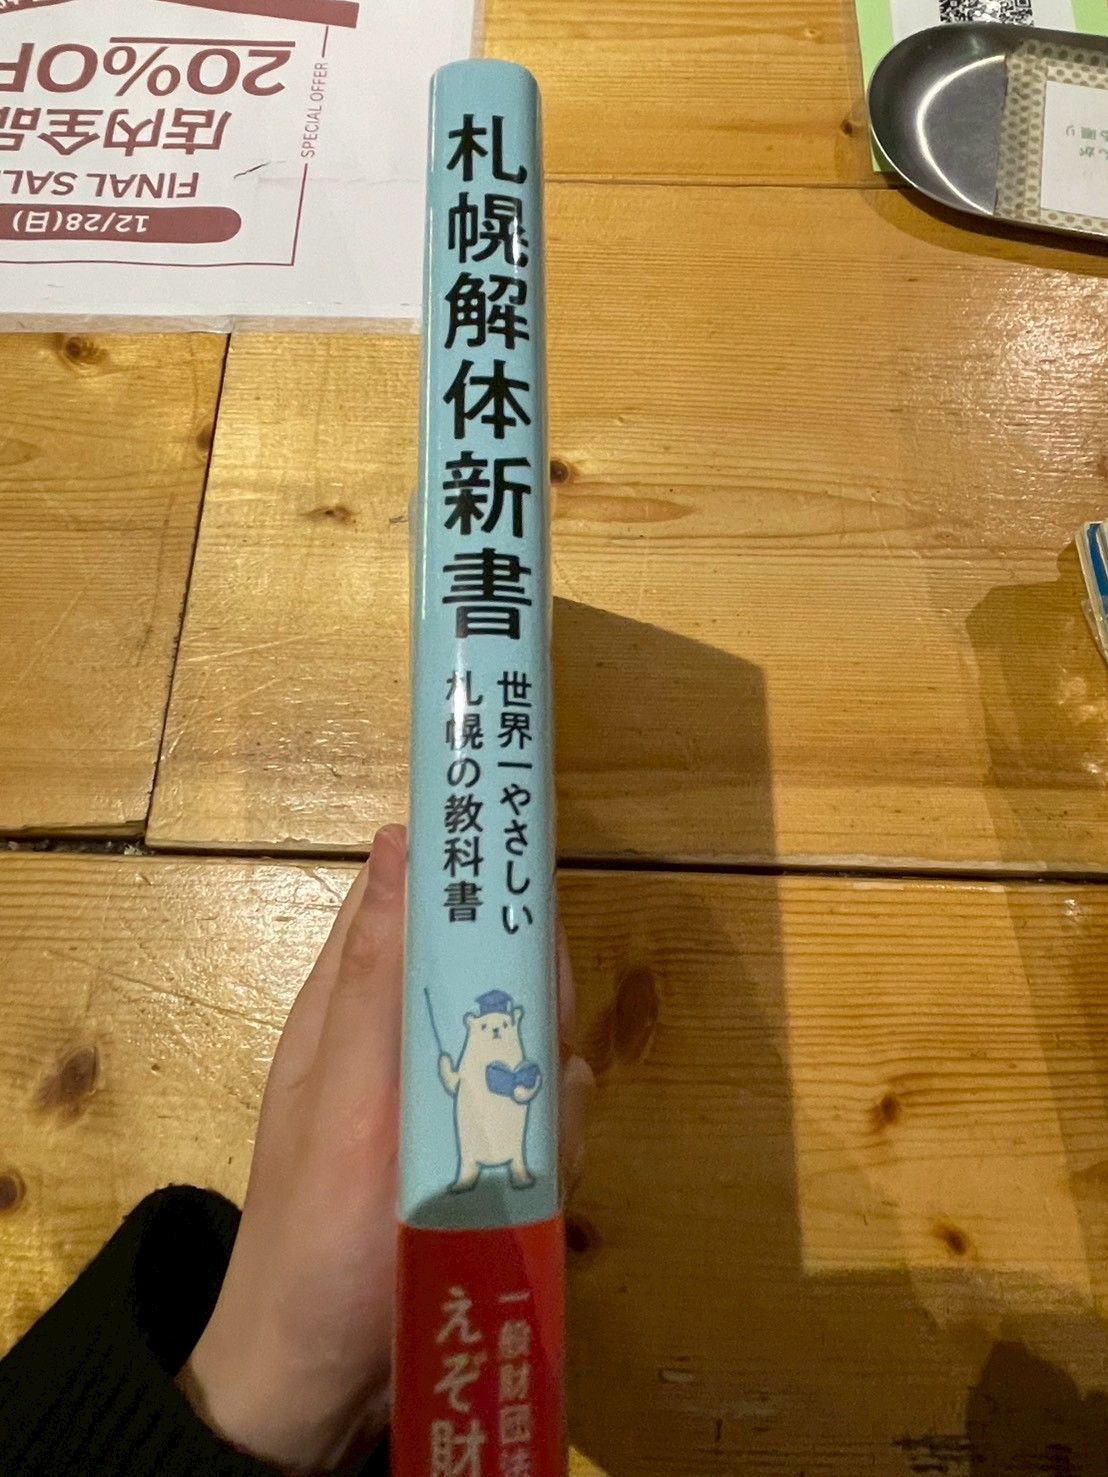 札幌解体新書
世界一やさしい
札幌の教科書
一般財団法
えぞ財
12/28(日)
FINAL SAL
店内全品
20%OF
SPECIAL OFFER